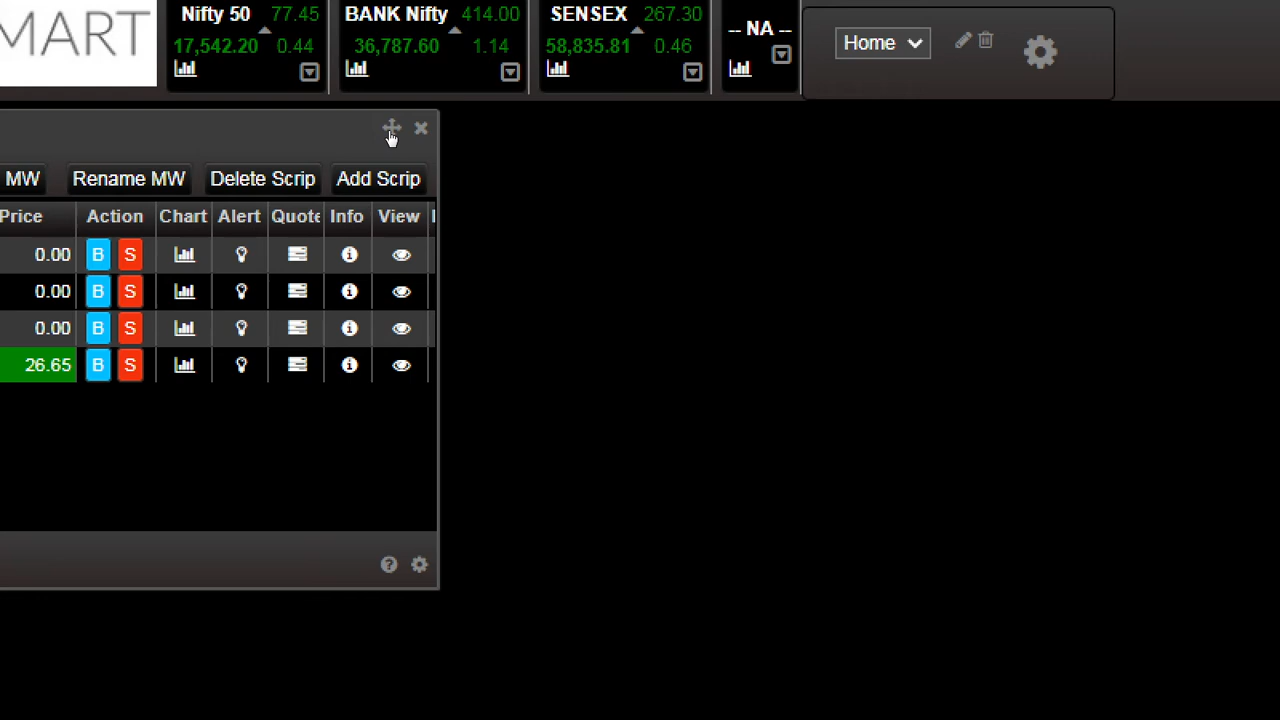 MART
Nifty 50 77.45
17,542.20 0.44
BANK Nifty 414.00
36,787.60 1.14
SENSEX 267.30
58,835.81 0.46
-- NA --
Home
MW Rename MW Delete Scrip Add Scrip
Price Action Chart Alert Quote Info View
0.00 B S
0.00 B S
0.00 B S
26.65 B S